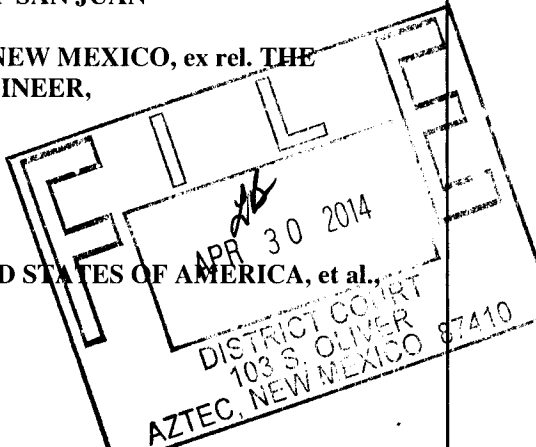 SAN JUAN
NEW MEXICO, ex rel. THE
INEER,
FILED
APR 30 2014
D STATES OF AMERICA, et al.,
DISTRICT COURT
103 S. OLIVER
AZTEC, NEW MEXICO 87410